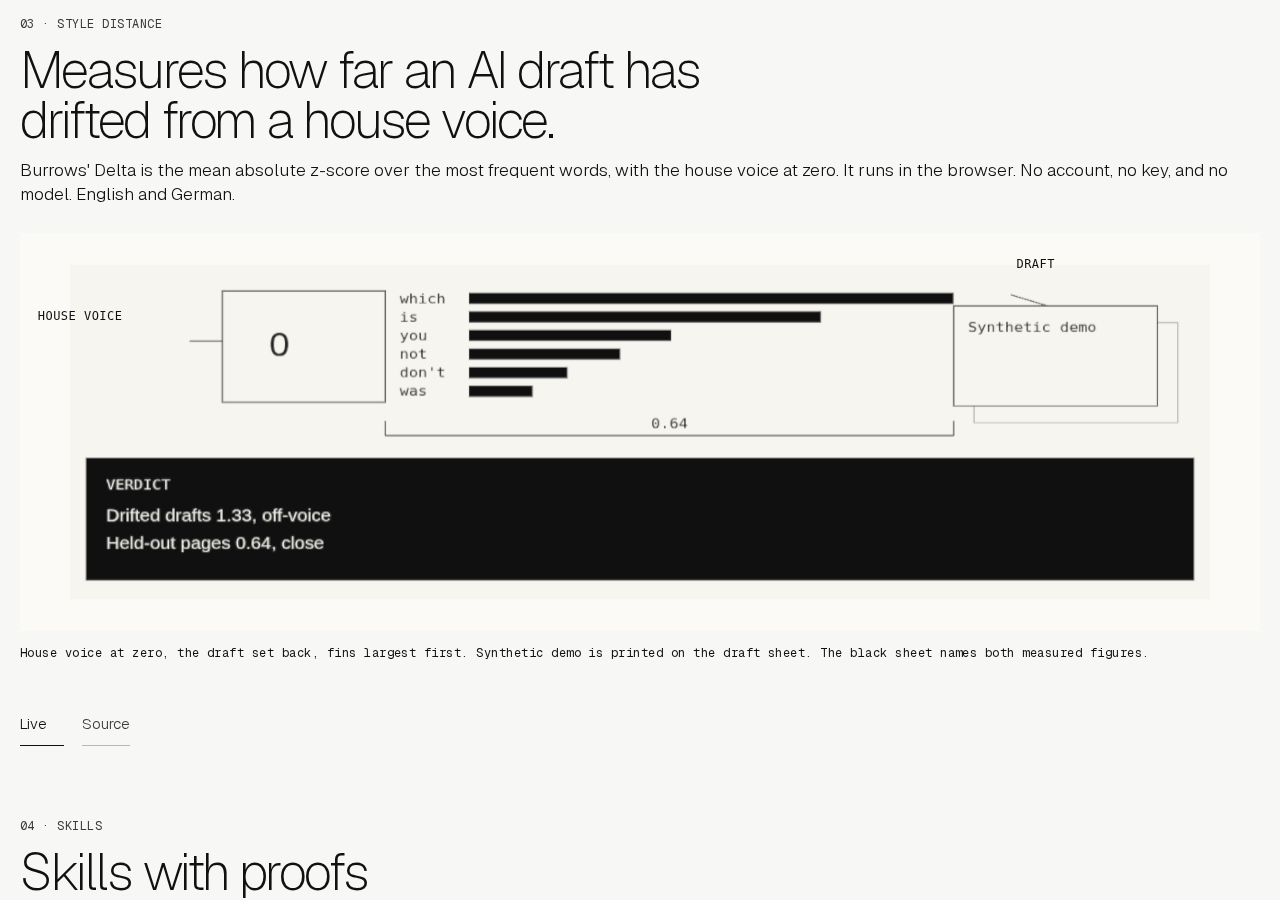 03 · STYLE DISTANCE
Measures how far an AI draft has
drifted from a house voice.
Burrows' Delta is the mean absolute z-score over the most frequent words, with the house voice at zero. It runs in the browser. No account, no key, and no
model. English and German.
DRAFT
HOUSE VOICE
0
which
is
you
not
don't
was
Synthetic demo
0.64
VERDICT
Drifted drafts 1.33, off-voice
Held-out pages 0.64, close
House voice at zero, the draft set back, fins largest first. Synthetic demo is printed on the draft sheet. The black sheet names both measured figures.
Live Source
04 · SKILLS
Skills with proofs